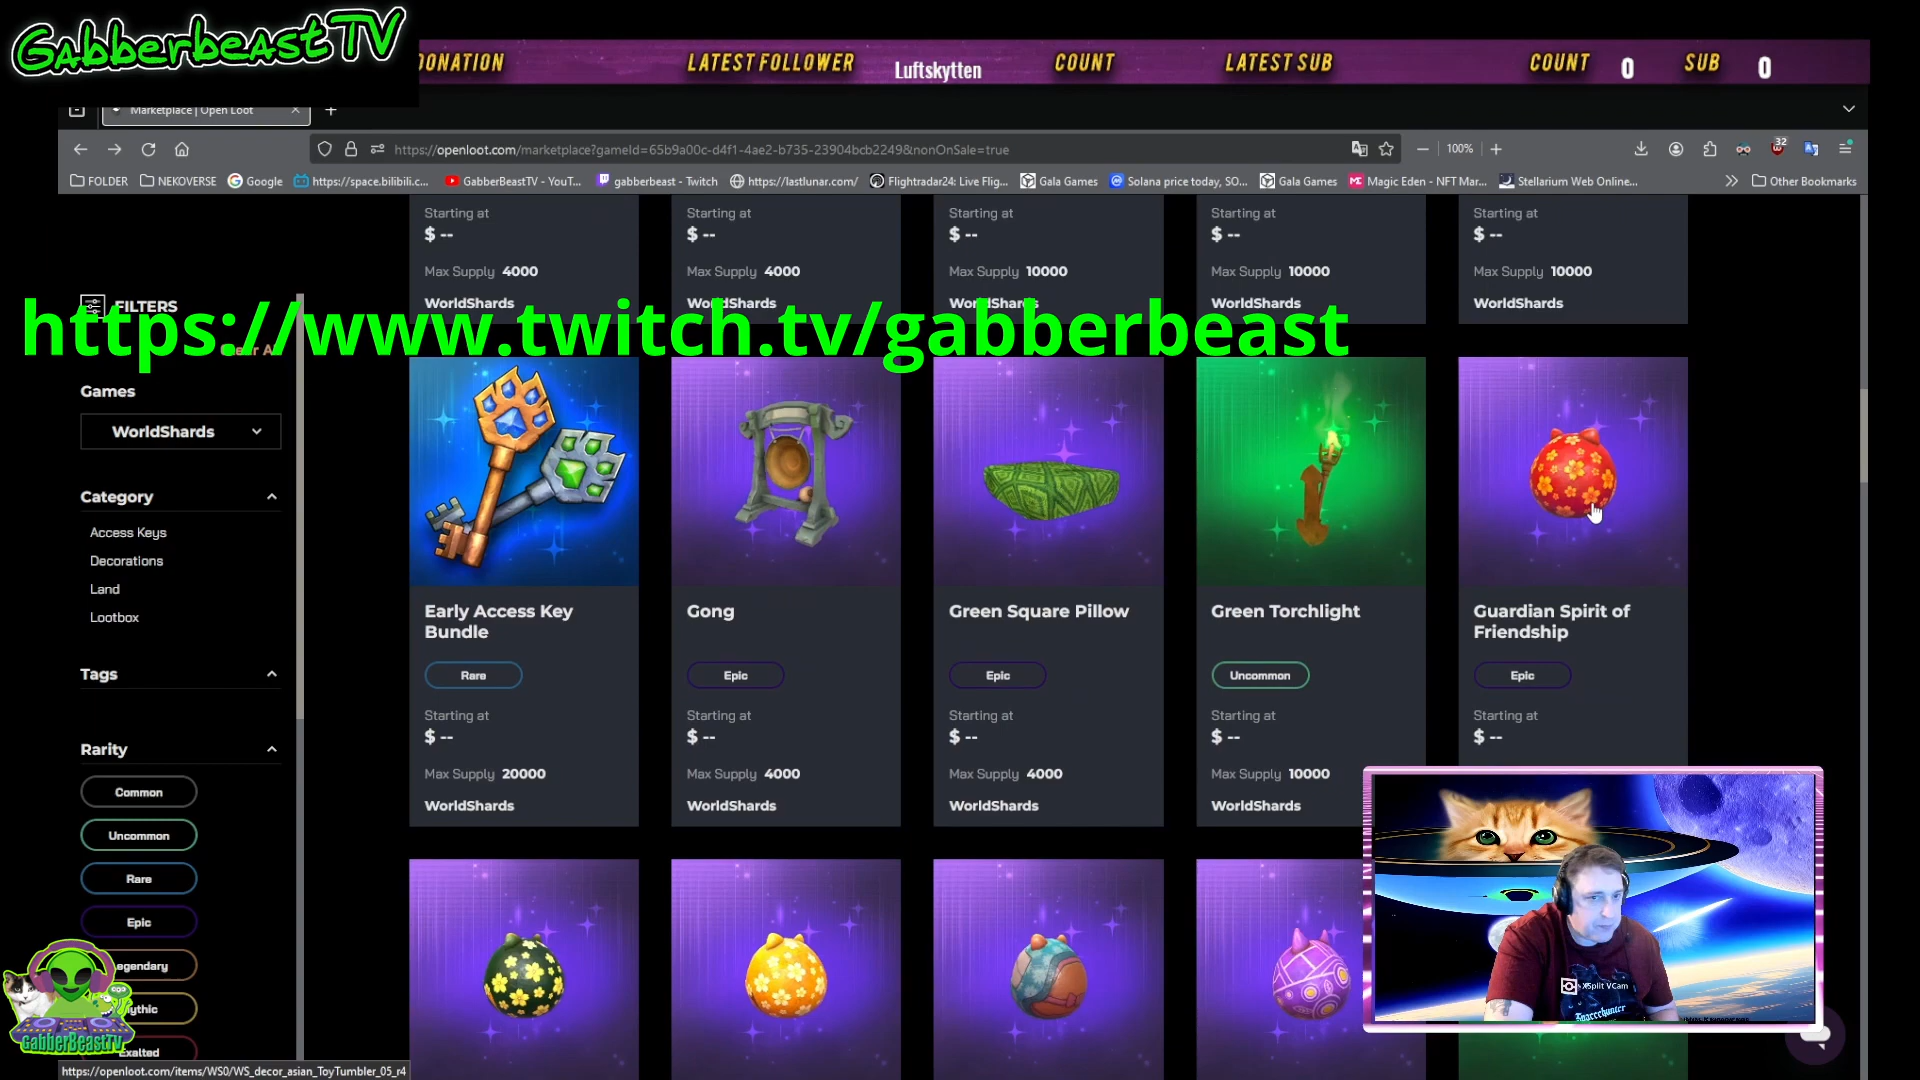 GabberbeastTV
DONATION
LATEST FOLLOWER
Luftskytten
COUNT
LATEST SUB
COUNT
0
SUB
0
Marketplace | Open Loot
https://openloot.com/marketplace?gameId=65b9a00c-d4f1-4ae2-b735-23904bcb2249&nonOnSale=true
100%
32
FOLDER
NEKOVERSE
Google
https://space.bilibili.c...
GabberBeastTV - YouT...
gabberbeast - Twitch
https://lastlunar.com/
Flightradar24: Live Flig...
Gala Games
Solana price today, SO...
Gala Games
Magic Eden - NFT Mar...
Stellarium Web Online...
Other Bookmarks
Starting at
$ --
Max Supply 4000
WorldShards
Starting at
$ --
Max Supply 4000
WorldShards
Starting at
$ --
Max Supply 10000
WorldShards
Starting at
$ --
Max Supply 10000
WorldShards
Starting at
$ --
Max Supply 10000
WorldShards
https://www.twitch.tv/gabberbeast
FILTERS
Games
WorldShards
Category
Access Keys
Decorations
Land
Lootbox
Tags
Rarity
Common
Uncommon
Rare
Epic
Early Access Key
Bundle
Rare
Starting at
$ --
Max Supply 20000
WorldShards
Gong
Epic
Starting at
$ --
Max Supply 4000
WorldShards
Green Square Pillow
Epic
Starting at
$ --
Max Supply 4000
WorldShards
Green Torchlight
Uncommon
Starting at
$ --
Max Supply 10000
WorldShards
Guardian Spirit of
Friendship
Epic
Starting at
$ --
XSplit VCam
Spacehunter
GabberBeastTV
https://openloot.com/items/WS0/WS_decor_asian_ToyTumbler_05_r4